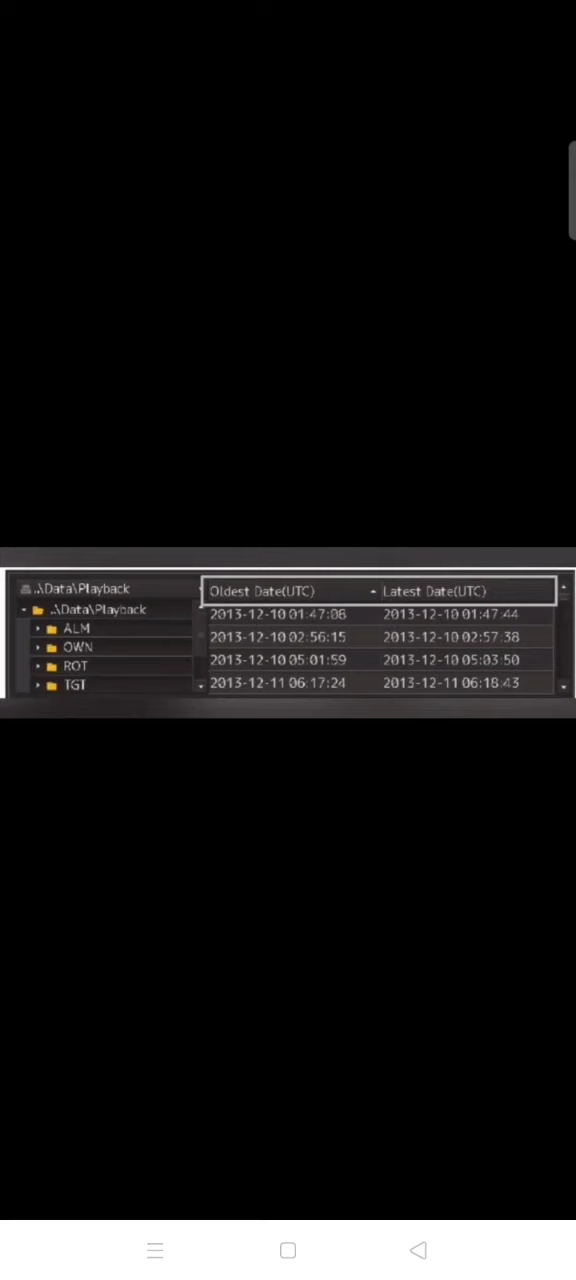 ..\Data\Playback
..\Data\Playback
ALM
OWN
ROT
TGT
Oldest Date(UTC) Latest Date(UTC)
2013-12-10 01:47:08 2013-12-10 01:47:44
2013-12-10 02:56:15 2013-12-10 02:57:38
2013-12-10 05:01:59 2013-12-10 05:03:50
2013-12-11 06:17:24 2013-12-11 06:18:43